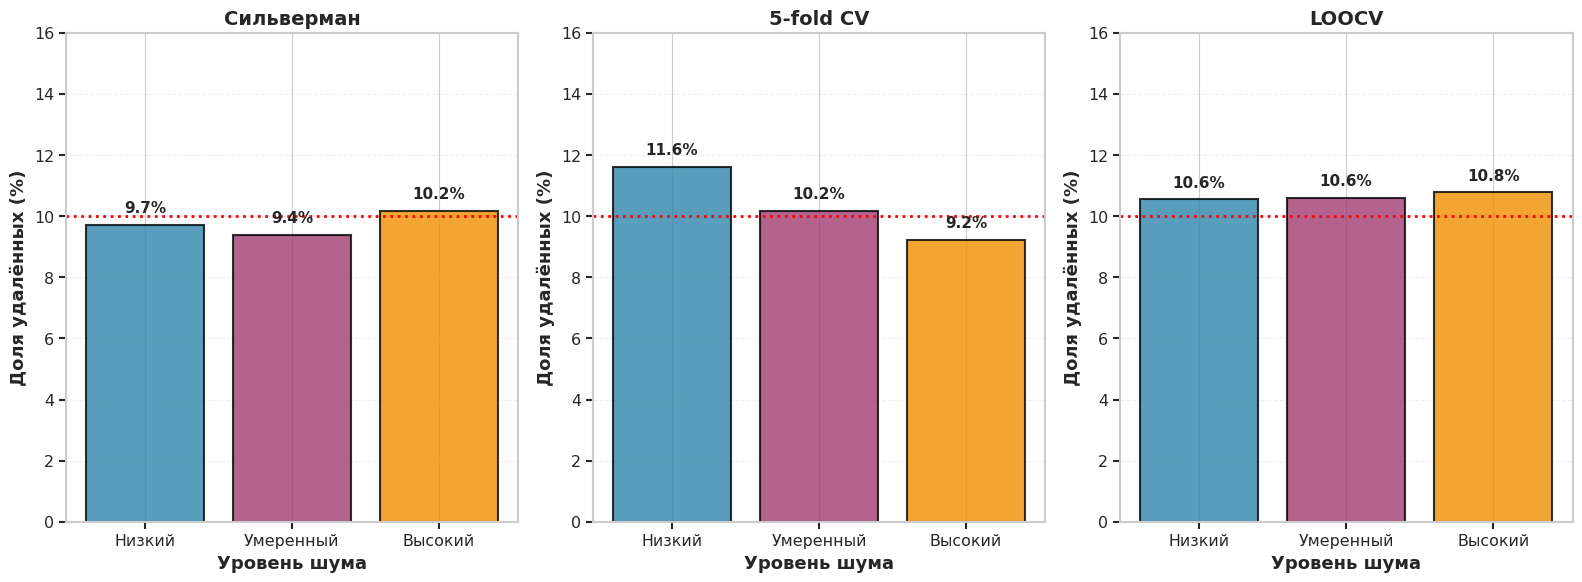 Сильверман
16
14
12
10
8
6
4
2
0
Доля удалённых (%)
9.7%
9.4%
10.2%
Низкий
Умеренный
Высокий
Уровень шума
5-fold CV
16
14
12
10
8
6
4
2
0
Доля удалённых (%)
11.6%
10.2%
9.2%
Низкий
Умеренный
Высокий
Уровень шума
LOOCV
16
14
12
10
8
6
4
2
0
Доля удалённых (%)
10.6%
10.6%
10.8%
Низкий
Умеренный
Высокий
Уровень шума